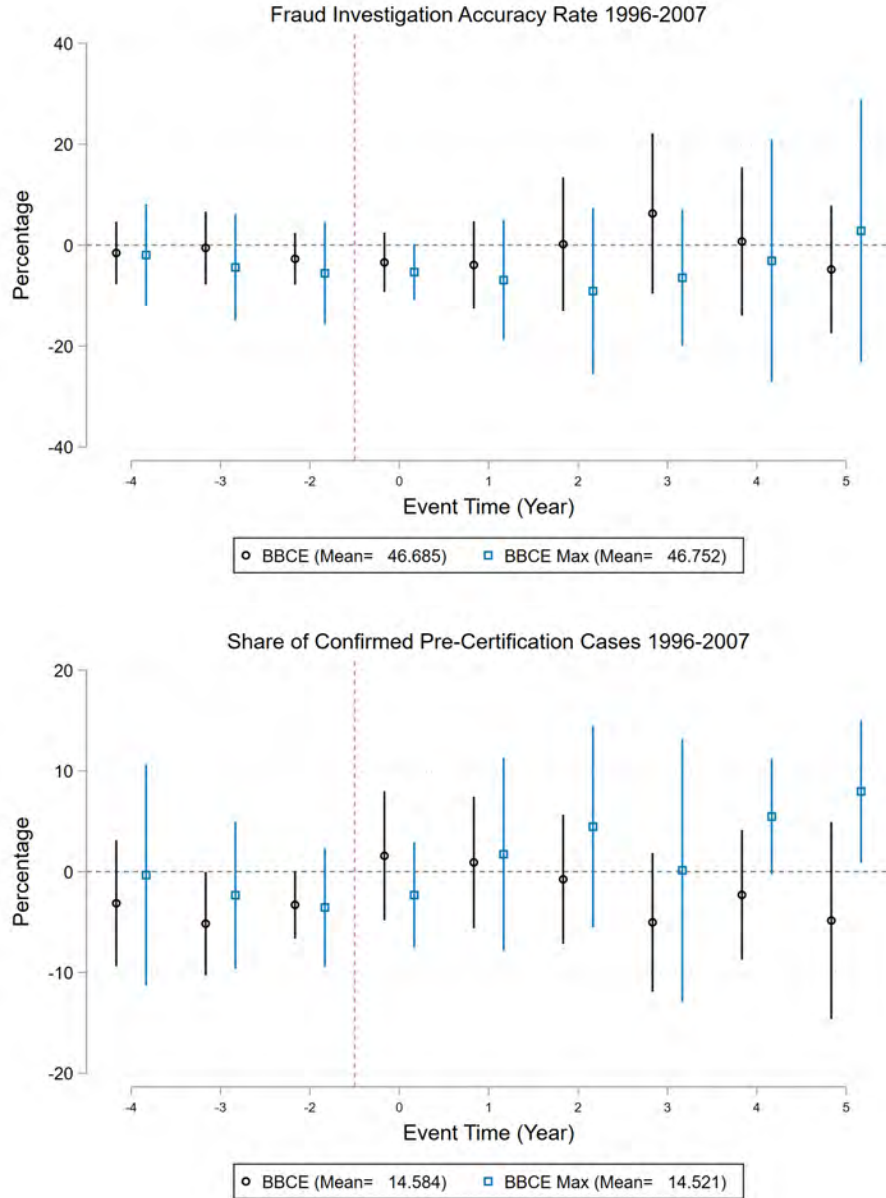 Fraud Investigation Accuracy Rate 1996-2007
40
20
0
-20
-40
Percentage
-4 -3 -2 0 1 2 3 4 5
Event Time (Year)
BBCE (Mean= 46.685) BBCE Max (Mean= 46.752)
Share of Confirmed Pre-Certification Cases 1996-2007
20
10
0
-10
-20
Percentage
-4 -3 -2 0 1 2 3 4 5
Event Time (Year)
BBCE (Mean= 14.584) BBCE Max (Mean= 14.521)